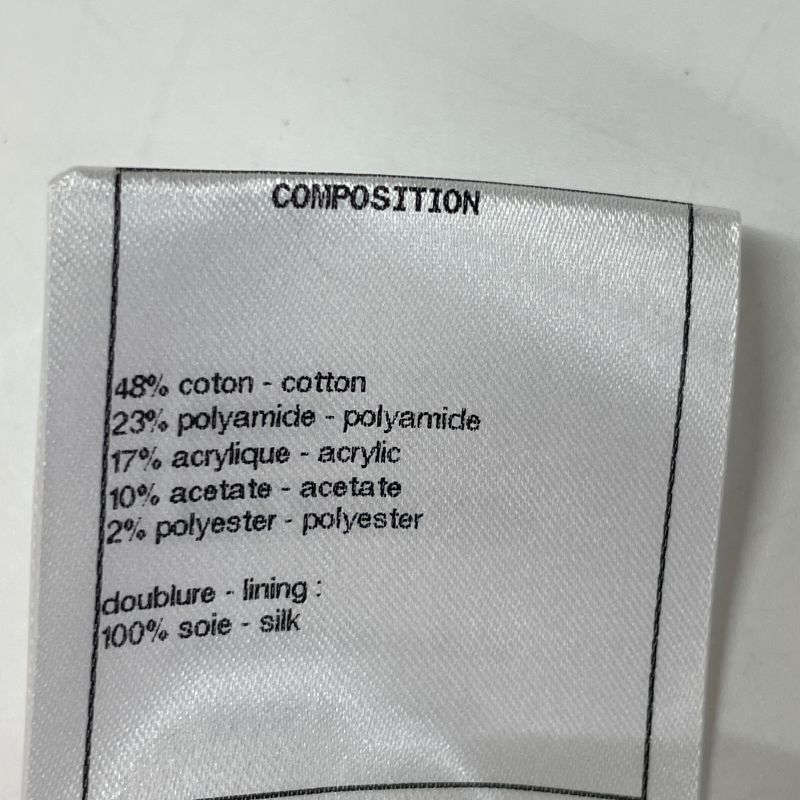 COMPOSITION
48% coton - cotton
23% polyamide - polyamide
17% acrylique - acrylic
10% acetate - acetate
2% polyester - polyester
doublure - lining :
100% soie - silk